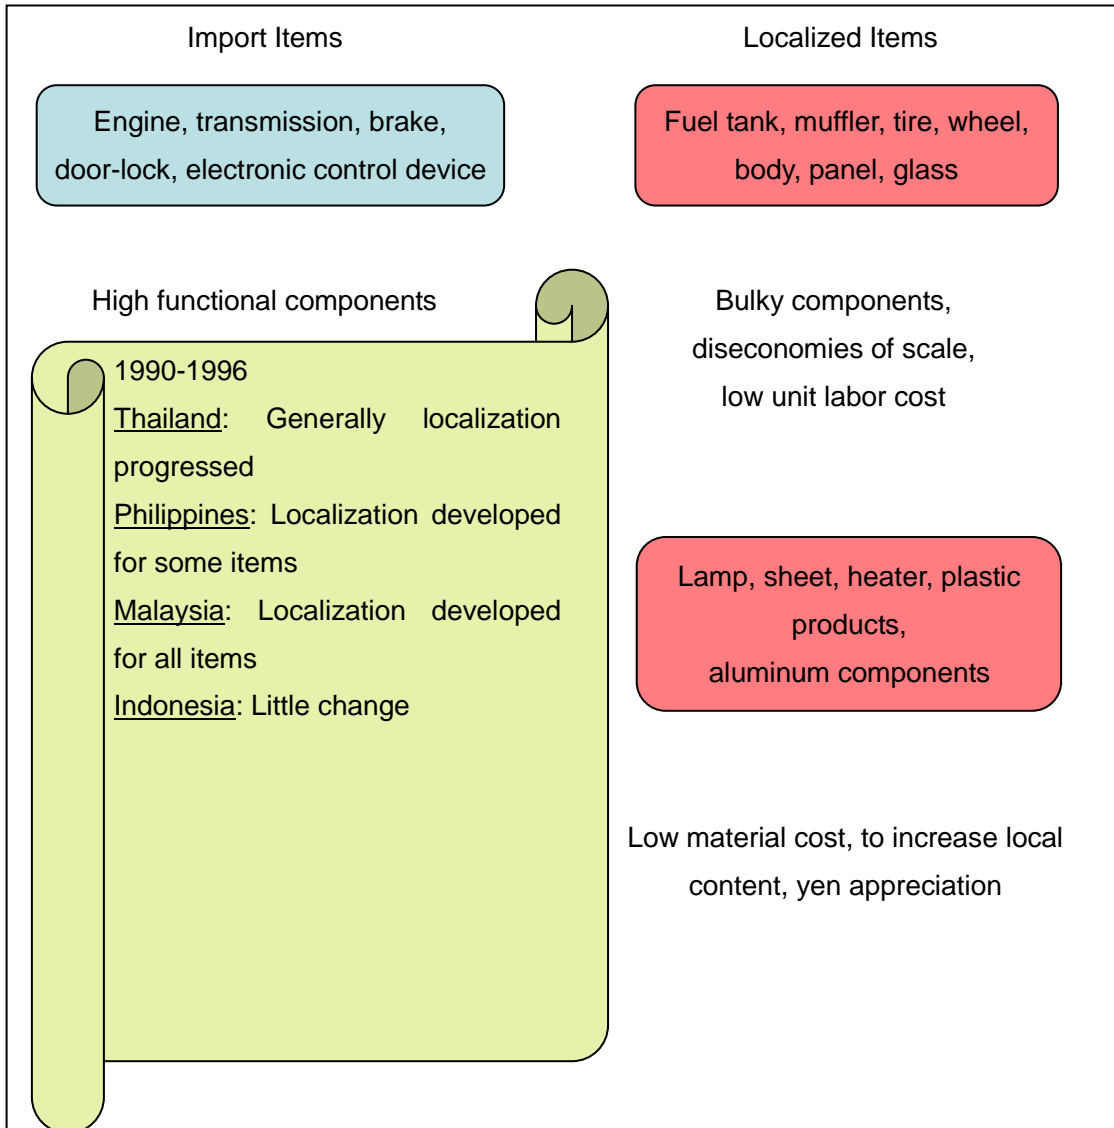 Import Items
Localized Items
Engine, transmission, brake,
door-lock, electronic control device
Fuel tank, muffler, tire, wheel,
body, panel, glass
High functional components
Bulky components,
diseconomies of scale,
low unit labor cost
1990-1996
Thailand: Generally localization
progressed
Philippines: Localization developed
for some items
Malaysia: Localization developed
for all items
Indonesia: Little change
Lamp, sheet, heater, plastic
products,
aluminum components
Low material cost, to increase local
content, yen appreciation